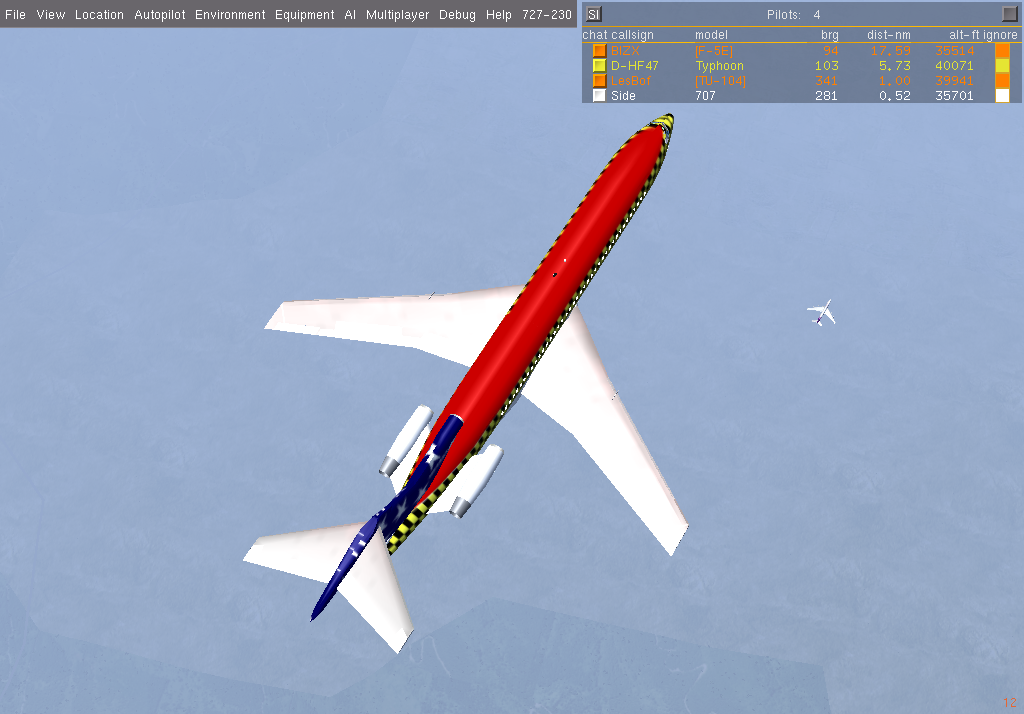 File View Location Autopilot Environment Equipment AI Multiplayer Debug Help 727-230
SI Pilots: 4
chat callsign model brg dist-nm alt-ft ignore
BIZX [F-5E] 94 17.59 35514
D-HF47 Typhoon 103 5.73 40071
LesBof [TU-104] 341 1.00 39941
Side 707 281 0.52 35701
12